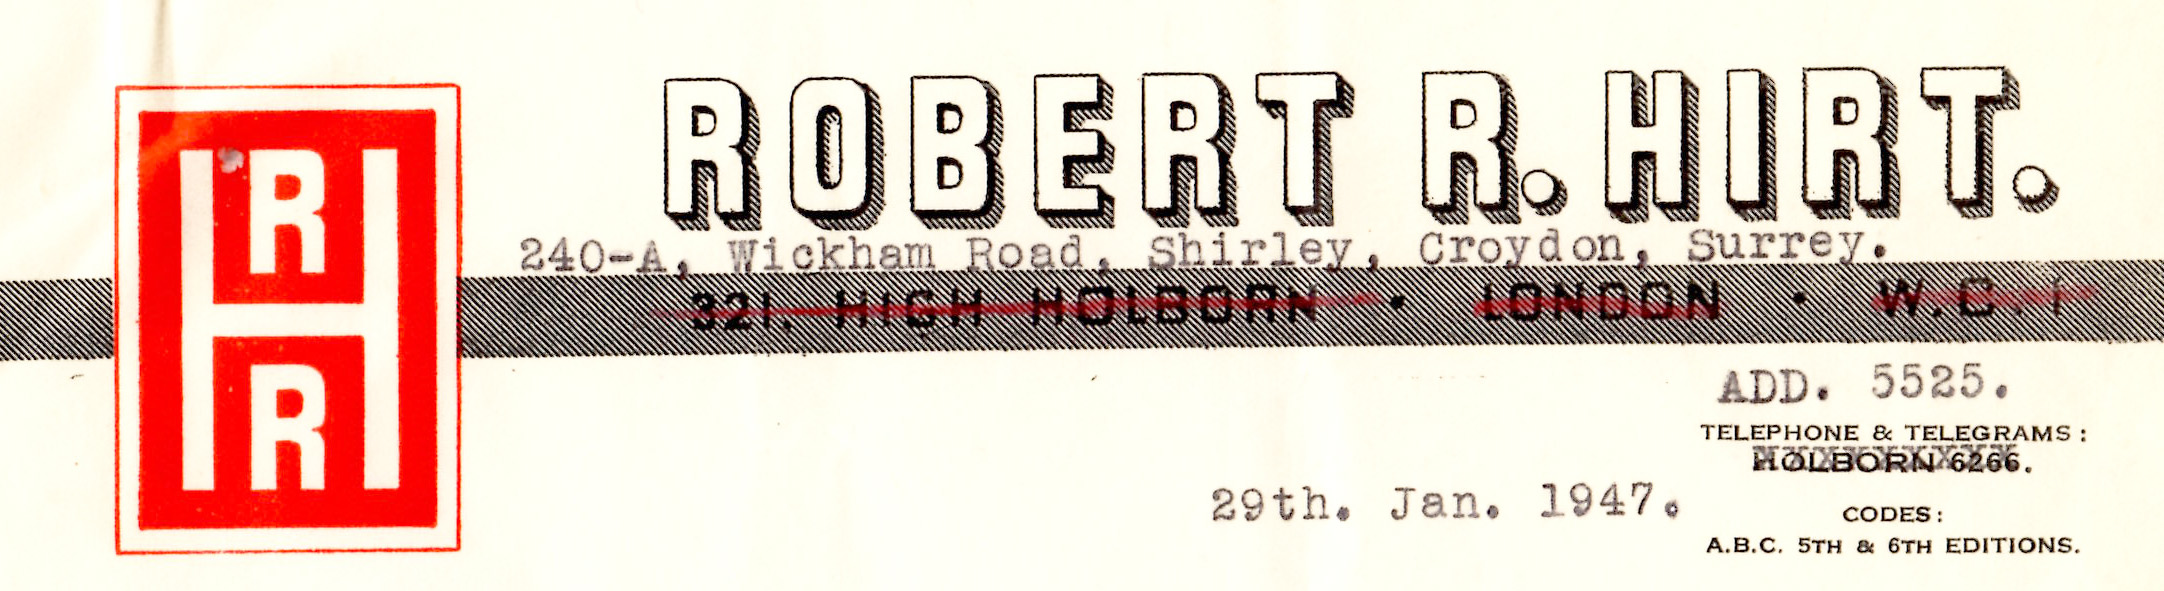 R
H
R
ROBERT R. HIRT.
240-A, Wickham Road, Shirley, Croydon, Surrey.
321, HIGH HOLBORN · LONDON · W.C.1
ADD. 5525.
TELEPHONE & TELEGRAMS:
HOLBORN 6266.
29th. Jan. 1947.
CODES:
A.B.C. 5TH & 6TH EDITIONS.